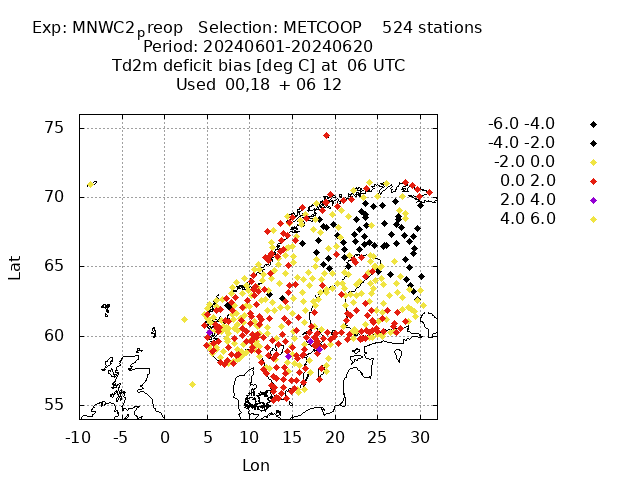 Exp: MNWC2preop Selection: METCOOP 524 stations
Period: 20240601-20240620
Td2m deficit bias [deg C] at 06 UTC
Used 00,18 + 06 12
-6.0 -4.0
-4.0 -2.0
-2.0 0.0
0.0 2.0
2.0 4.0
4.0 6.0
75
70
65
60
55
Lat
-10 -5 0 5 10 15 20 25 30
Lon